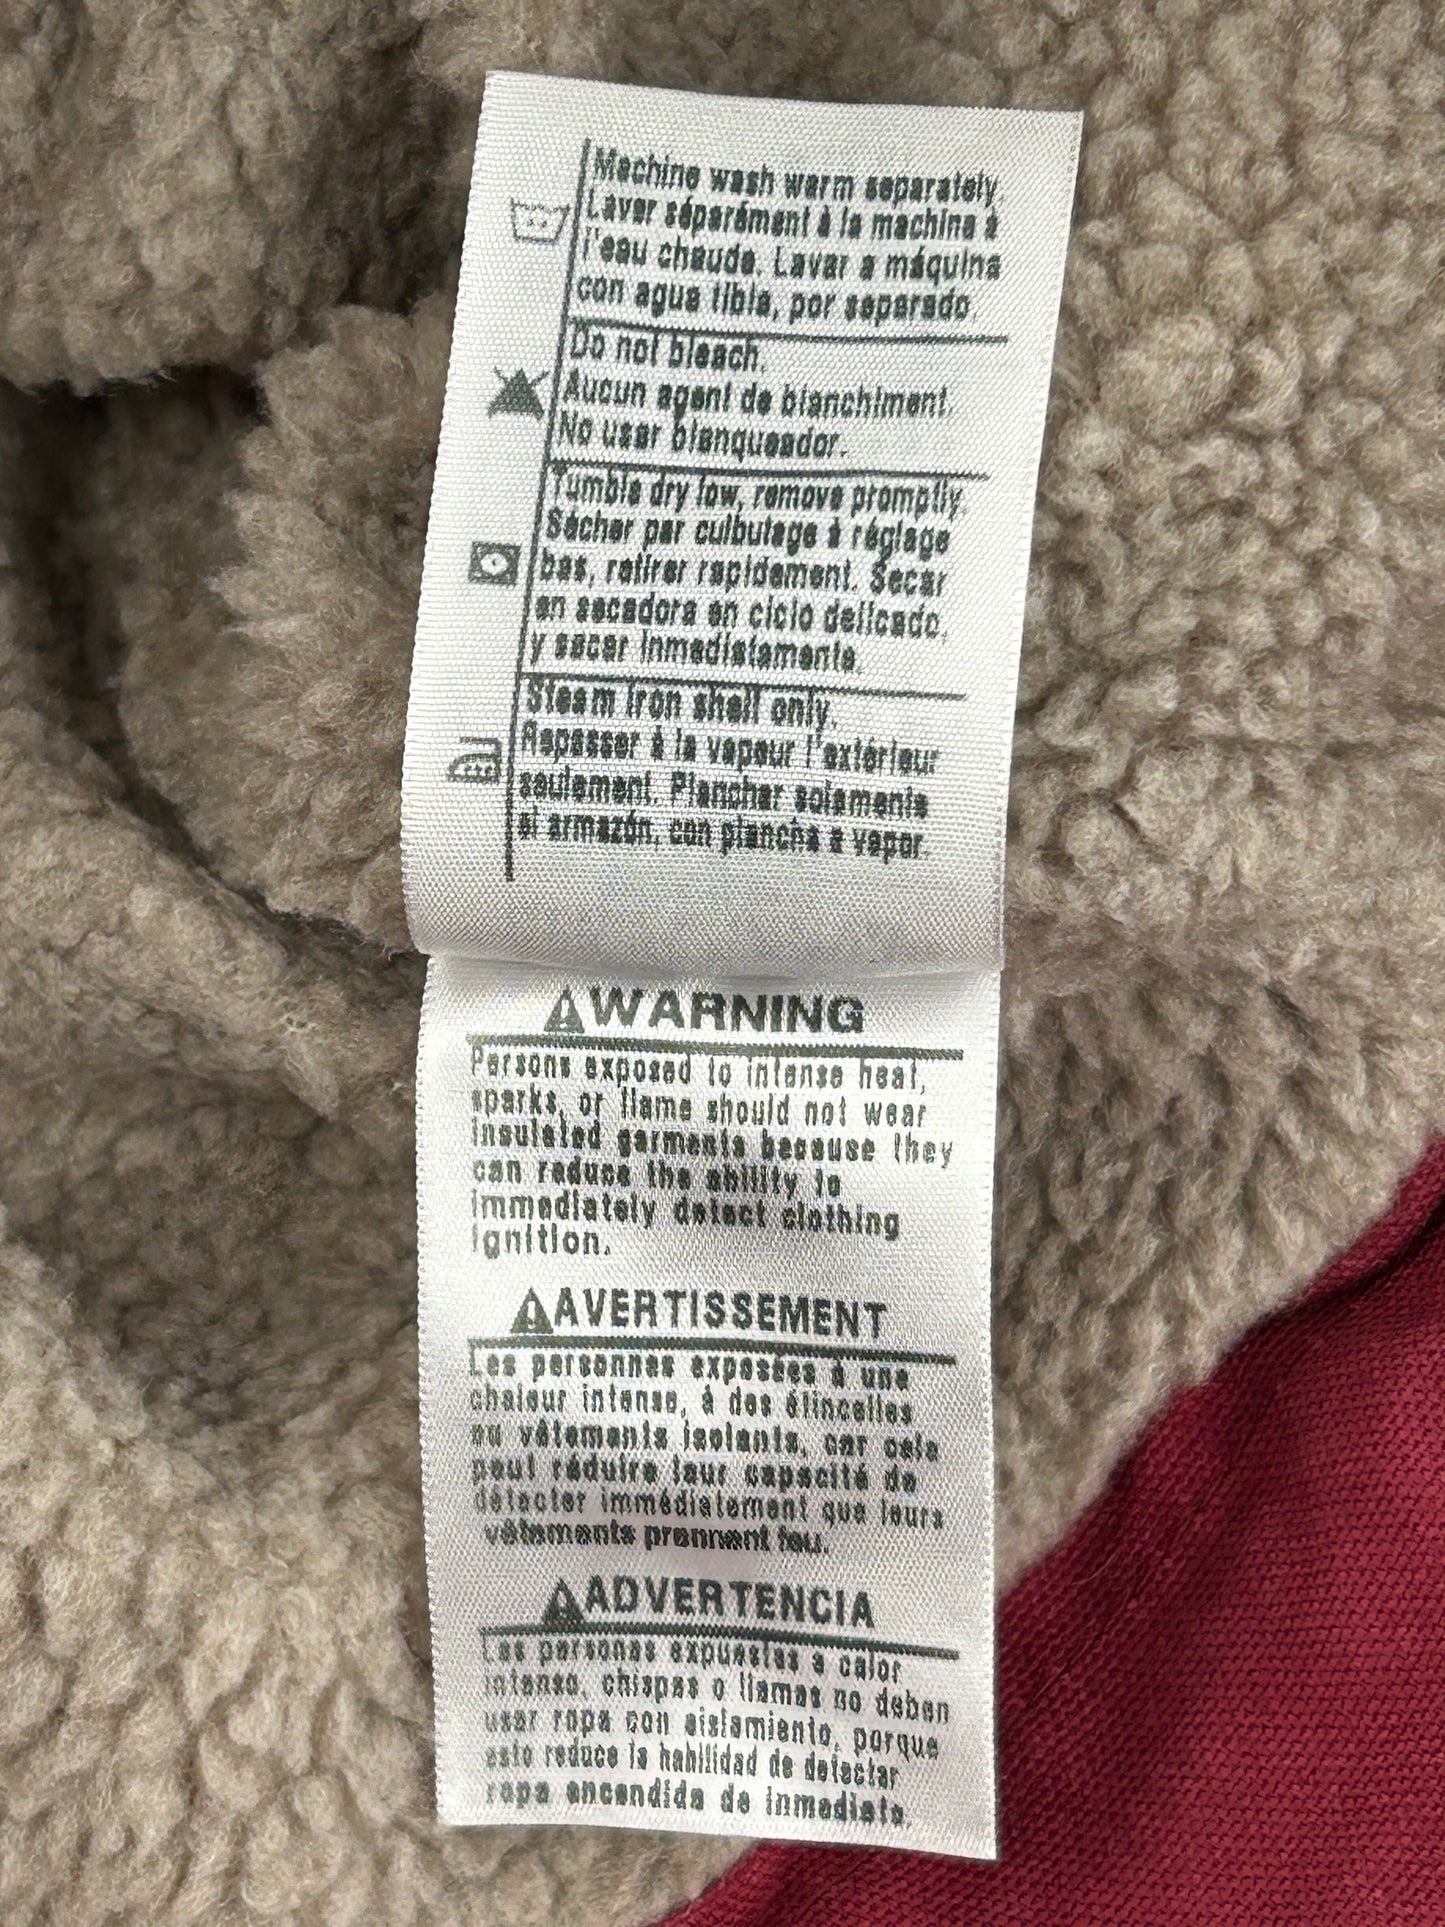 Machine wash warm separately.
Laver séparément à la machine à
l'eau chaude. Lavar a máquina
con agua tibia, por separado.
Do not bleach.
Aucun agent de blanchiment.
No usar blanqueador.
Tumble dry low, remove promptly.
Sécher par culbutage à réglage
bas, retirer rapidement. Secar
en secadora en ciclo delicado,
y sacar inmediatamente.
Steam iron shell only.
Repasser à la vapeur l'extérieur
seulement. Planchar solamente
el armazón, con plancha a vapor.
WARNING
Persons exposed to intense heat,
sparks, or flame should not wear
insulated garments because they
can reduce the ability to
immediately detect clothing
ignition.
AVERTISSEMENT
Les personnes exposées à une
chaleur intense, à des étincelles
ou vêtements isolants, car cela
peut réduire leur capacité de
détecter immédiatement que leurs
vêtements prennent feu.
ADVERTENCIA
Las personas expuestas a calor
intenso, chispas o llamas no deben
usar ropa con aislamiento, porque
esto reduce la habilidad de detectar
ropa encendida de inmediato.